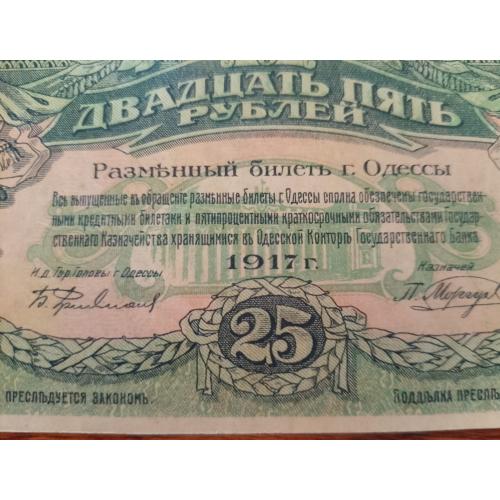 ДВАДЦАТЬ ПЯТЬ
РУБЛЕЙ
Размѣнный билетъ г. Одессы
Всѣ выпущенные въ обращеніе размѣнные билеты г. Одессы сполна обезпечены государствен-
ными кредитными билетами и пятипроцентными краткосрочными обязательствами Государ-
ственнаго Казначейства хранящимися въ Одесской Конторѣ Государственнаго Банка.
1917 г.
И.д. Гор. Головы г. Одессы
Казначей
25
ПРЕСЛѢДУЕТСЯ ЗАКОНОМЪ.
ПОДДѢЛКА ПРЕСЛѢ